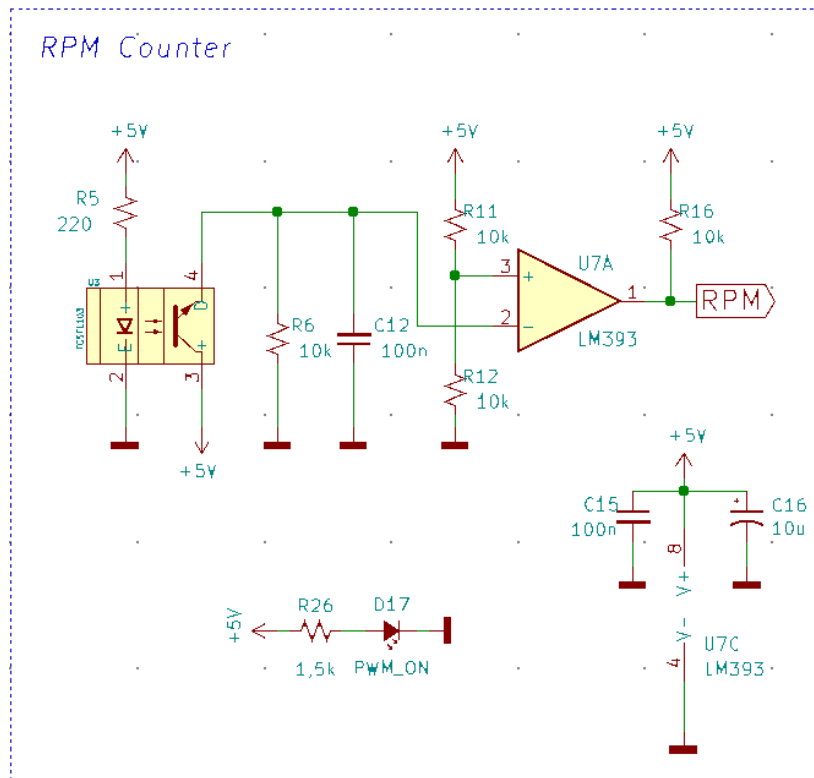 RPM Counter
+5V
+5V
+5V
R5
220
R11
10k
R16
10k
1
4
U3
D
+
E
+
2
3
+5V
R6
10k
C12
100n
3
+
2
-
U7A
1
LM393
RPM
R12
10k
+5V
C15
100n
+
C16
10u
8
V+
V-
4
U7C
LM393
+5V
R26
1,5k
D17
PWM_ON